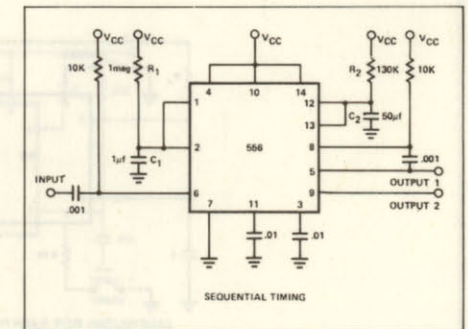 VCC VCC VCC VCC VCC
10K 1meg R1 R2 130K 10K
4 10 14
1 12
13
C2 50µf
2 556 8
1µf C1 .001
5
INPUT OUTPUT 1
6 9
.001 OUTPUT 2
7 11 3
.01 .01
SEQUENTIAL TIMING